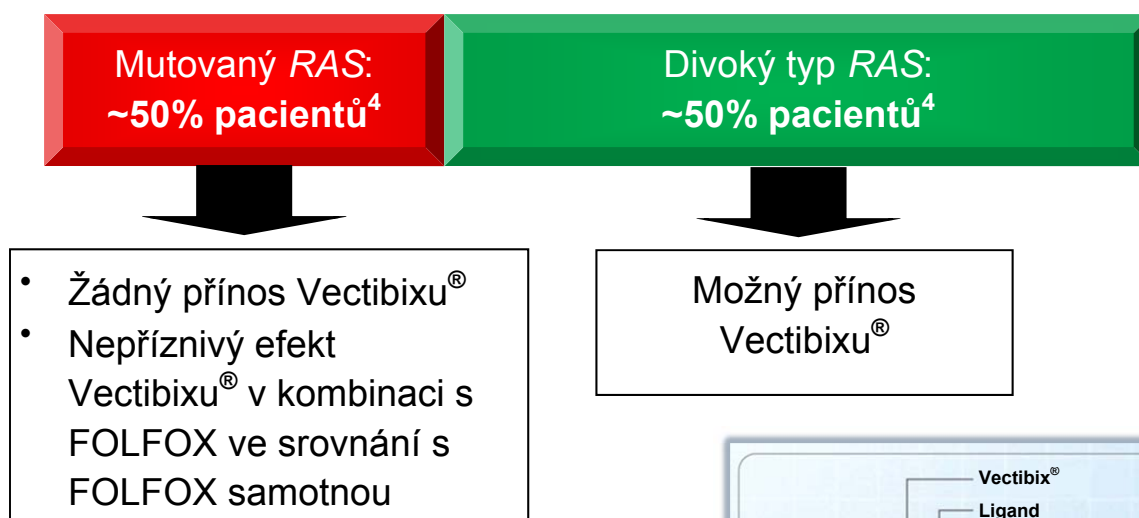 Mutovaný RAS:
~50% pacientů⁴
Divoký typ RAS:
~50% pacientů⁴
• Žádný přínos Vectibixu®
• Nepříznivý efekt
Vectibixu® v kombinaci s
FOLFOX ve srovnání s
FOLFOX samotnou
Možný přínos
Vectibixu®
Vectibix®
Ligand